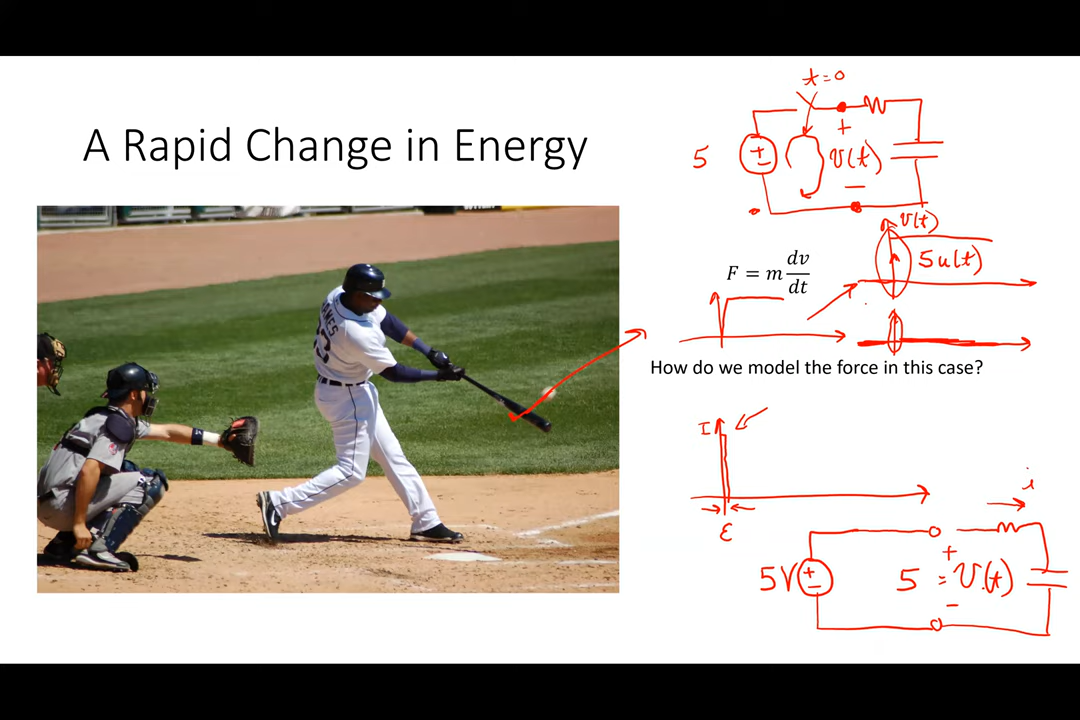 A Rapid Change in Energy
t=0
5
+
-
+
v(t)
-
v(t)
5u(t)
F = m dv/dt
How do we model the force in this case?
I
ε
i
5V
+
-
5 = v(t)
+
-